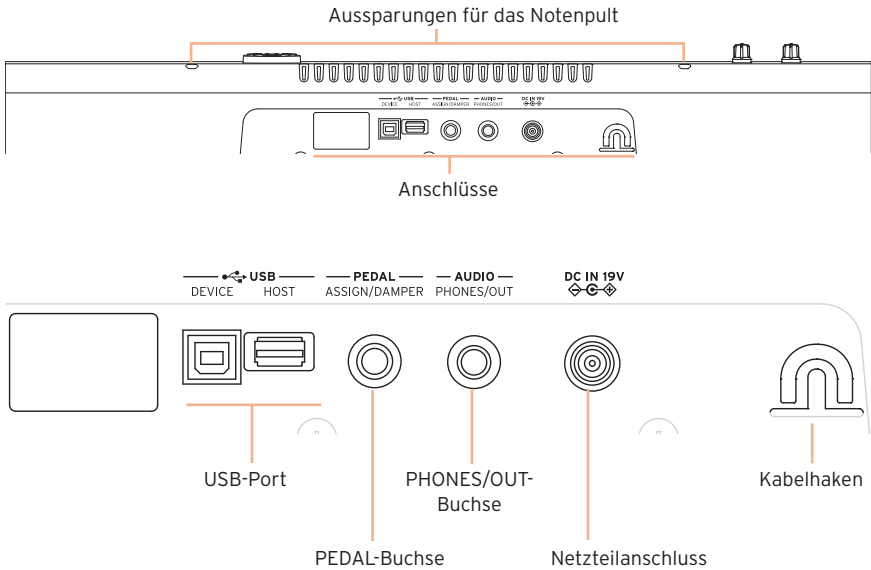 Aussparungen für das Notenpult
USB PEDAL AUDIO DC IN 19V
DEVICE HOST ASSIGN/DAMPER PHONES/OUT
Anschlüsse
USB PEDAL AUDIO DC IN 19V
DEVICE HOST ASSIGN/DAMPER PHONES/OUT
USB-Port
PHONES/OUT-
Buchse
Kabelhaken
PEDAL-Buchse
Netzteilanschluss